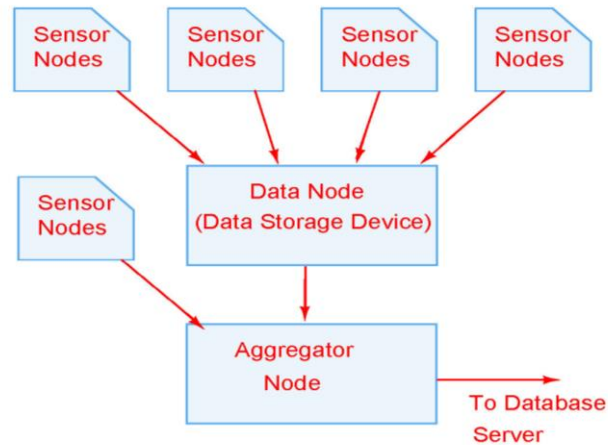 Sensor
Nodes
Sensor
Nodes
Sensor
Nodes
Sensor
Nodes
Data Node
(Data Storage Device)
Sensor
Nodes
Aggregator
Node
To Database
Server